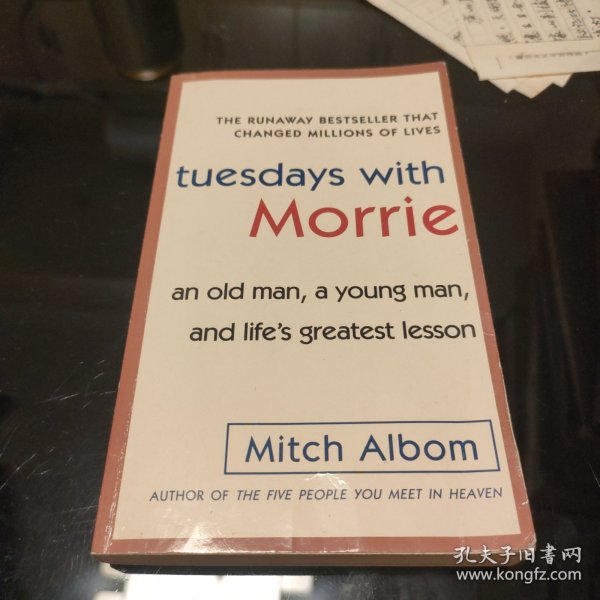 THE RUNAWAY BESTSELLER THAT
CHANGED MILLIONS OF LIVES
tuesdays with
Morrie
an old man, a young man,
and life's greatest lesson
Mitch Albom
AUTHOR OF THE FIVE PEOPLE YOU MEET IN HEAVEN
孔夫子旧书网
www.kongfz.com